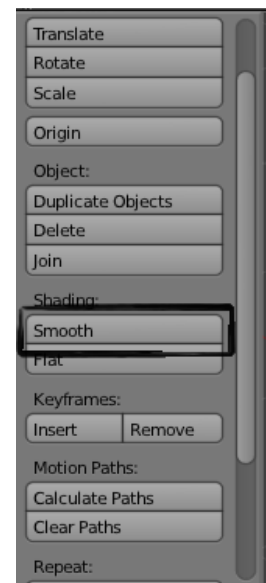 Translate
Rotate
Scale
Origin
Object:
Duplicate Objects
Delete
Join
Shading:
Smooth
Flat
Keyframes:
Insert Remove
Motion Paths:
Calculate Paths
Clear Paths
Repeat: